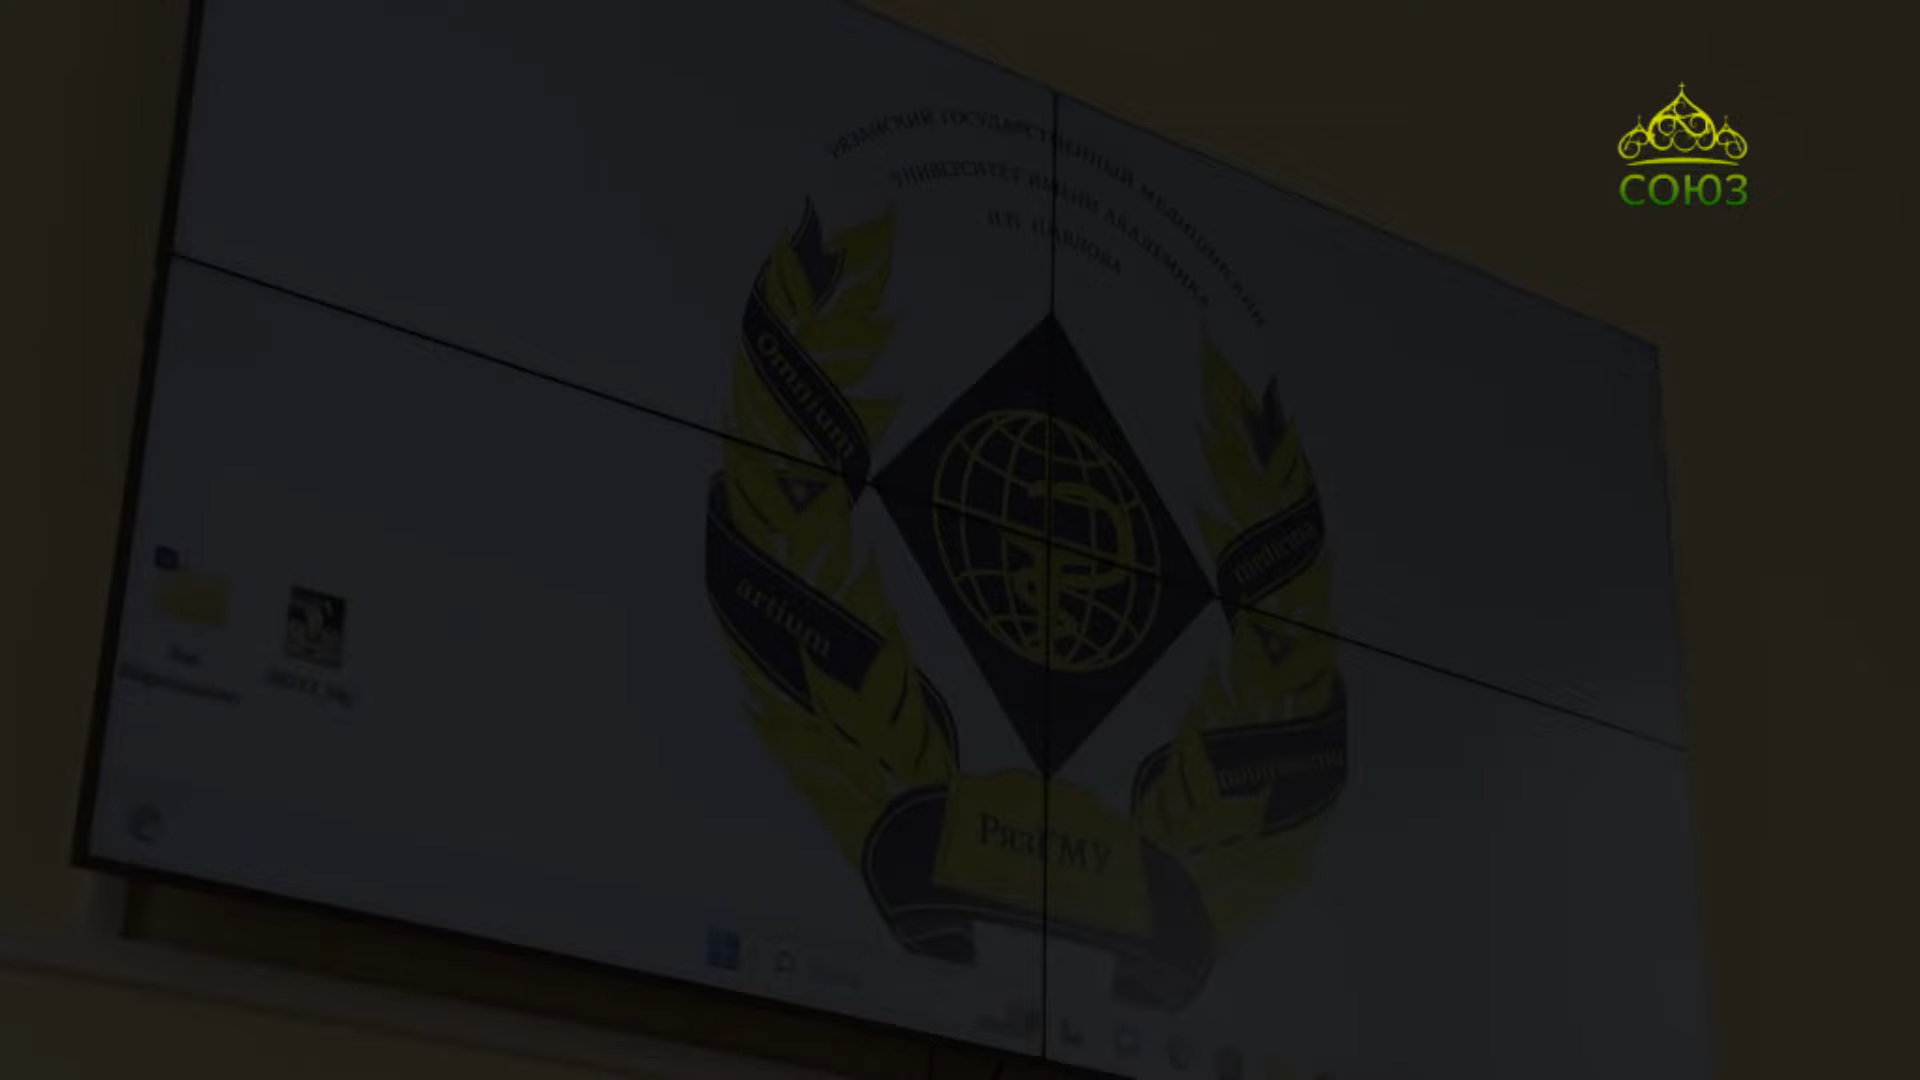 СОЮЗ
РЯЗАНСКИЙ ГОСУДАРСТВЕННЫЙ МЕДИЦИНСКИЙ
УНИВЕРСИТЕТ ИМЕНИ АКАДЕМИКА
И.П. ПАВЛОВА
Omnium
artium
medicina
РязГМУ